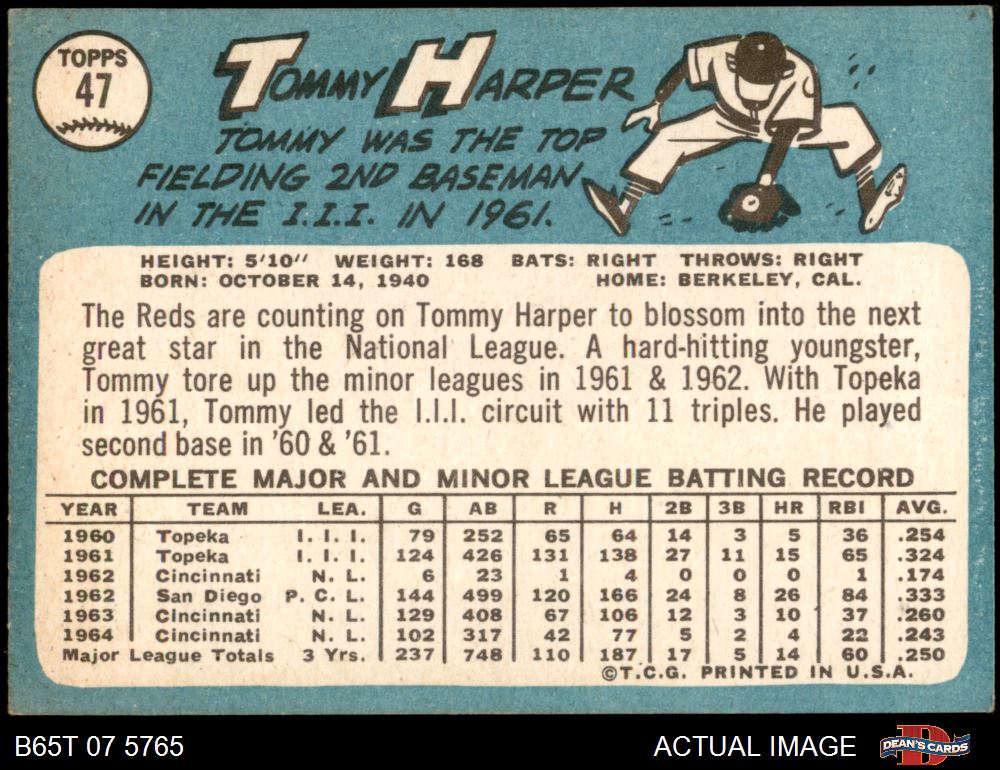 TOPPS
47
TOMMY HARPER
TOMMY WAS THE TOP
FIELDING 2ND BASEMAN
IN THE I.I.I. IN 1961.
HEIGHT: 5'10" WEIGHT: 168 BATS: RIGHT THROWS: RIGHT
BORN: OCTOBER 14, 1940 HOME: BERKELEY, CAL.
The Reds are counting on Tommy Harper to blossom into the next
great star in the National League. A hard-hitting youngster,
Tommy tore up the minor leagues in 1961 & 1962. With Topeka
in 1961, Tommy led the I.I.I. circuit with 11 triples. He played
second base in '60 & '61.
COMPLETE MAJOR AND MINOR LEAGUE BATTING RECORD
YEAR TEAM LEA. G AB R H 2B 3B HR RBI AVG.
1960 Topeka I. I. I. 79 252 65 64 14 3 5 36 .254
1961 Topeka I. I. I. 124 426 131 138 27 11 15 65 .324
1962 Cincinnati N. L. 6 23 1 4 0 0 0 1 .174
1962 San Diego P. C. L. 144 499 120 166 24 8 26 84 .333
1963 Cincinnati N. L. 129 408 67 106 12 3 10 37 .260
1964 Cincinnati N. L. 102 317 42 77 5 2 4 22 .243
Major League Totals 3 Yrs. 237 748 110 187 17 5 14 60 .250
©T.C.G. PRINTED IN U.S.A.
B65T 07 5765 ACTUAL IMAGE D DEAN'S CARDS